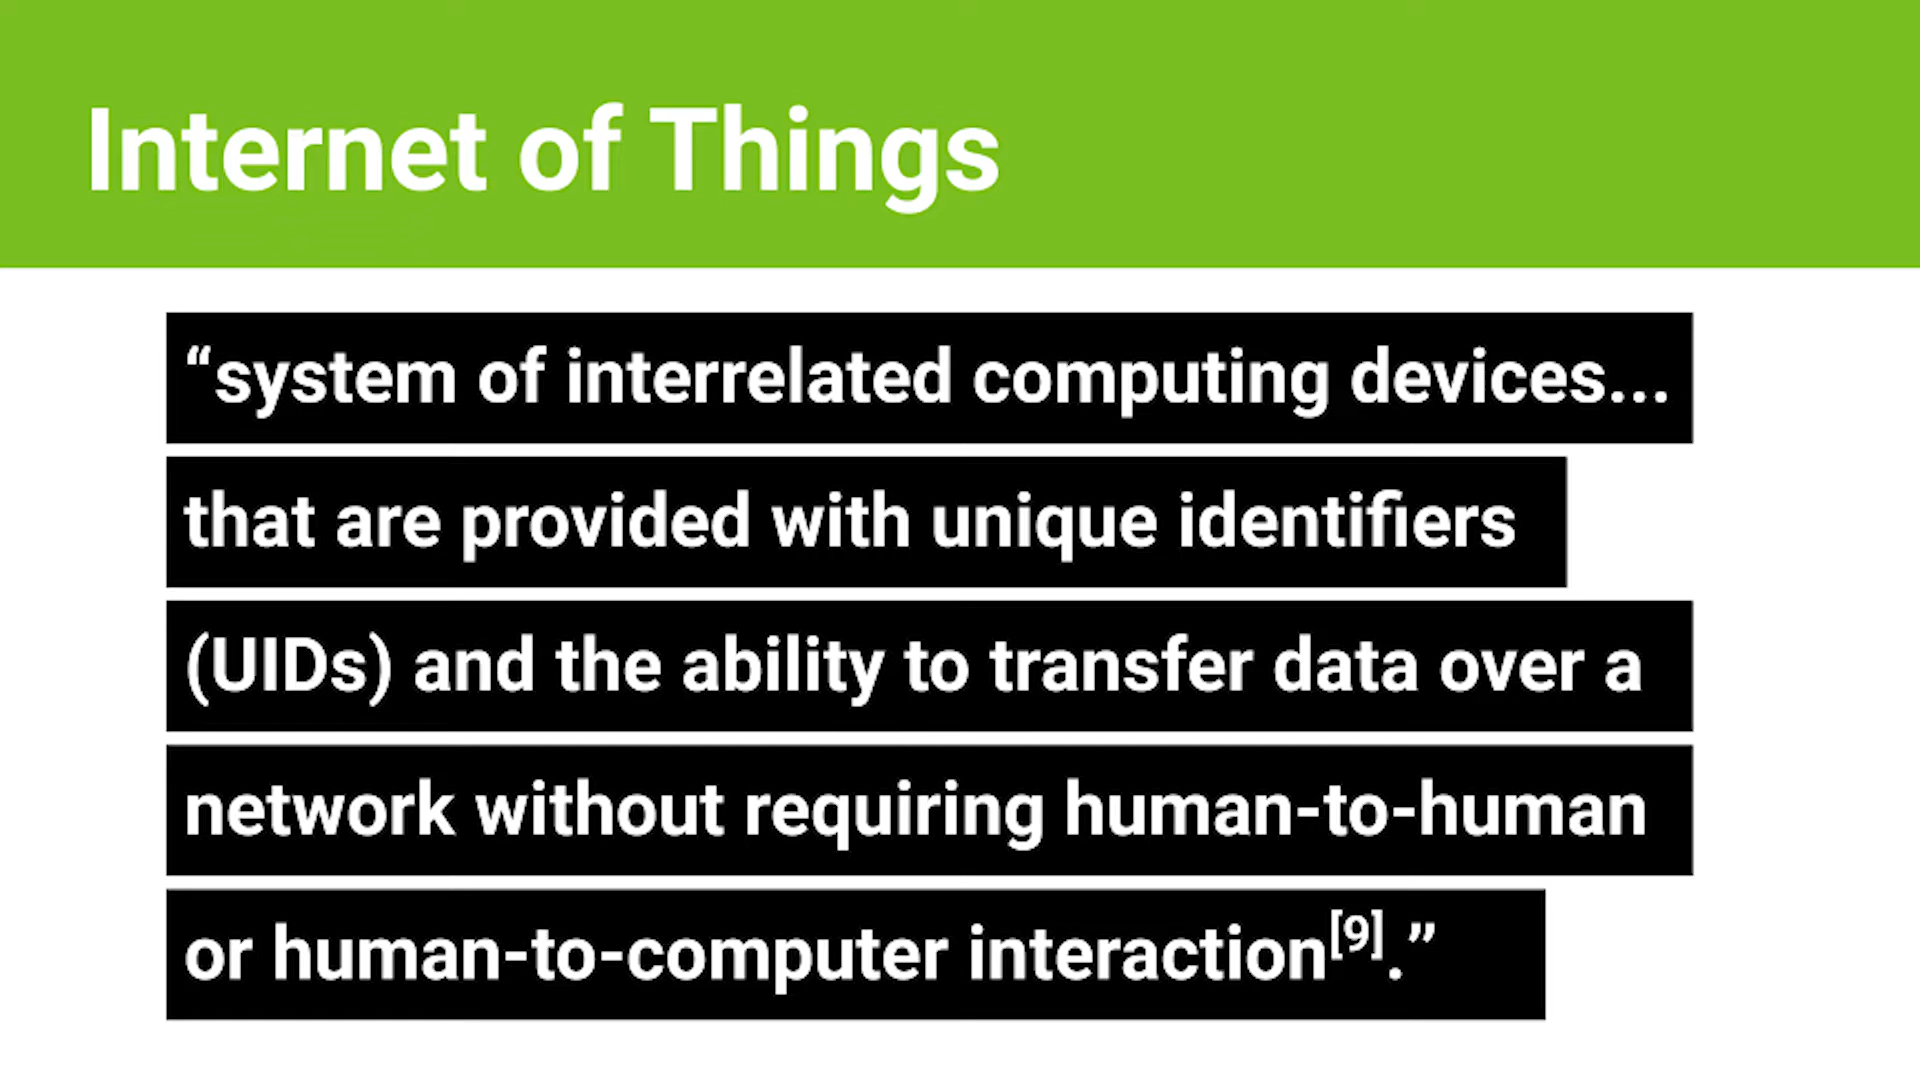 Internet of Things
“system of interrelated computing devices...
that are provided with unique identifiers
(UIDs) and the ability to transfer data over a
network without requiring human-to-human
or human-to-computer interaction[9].”